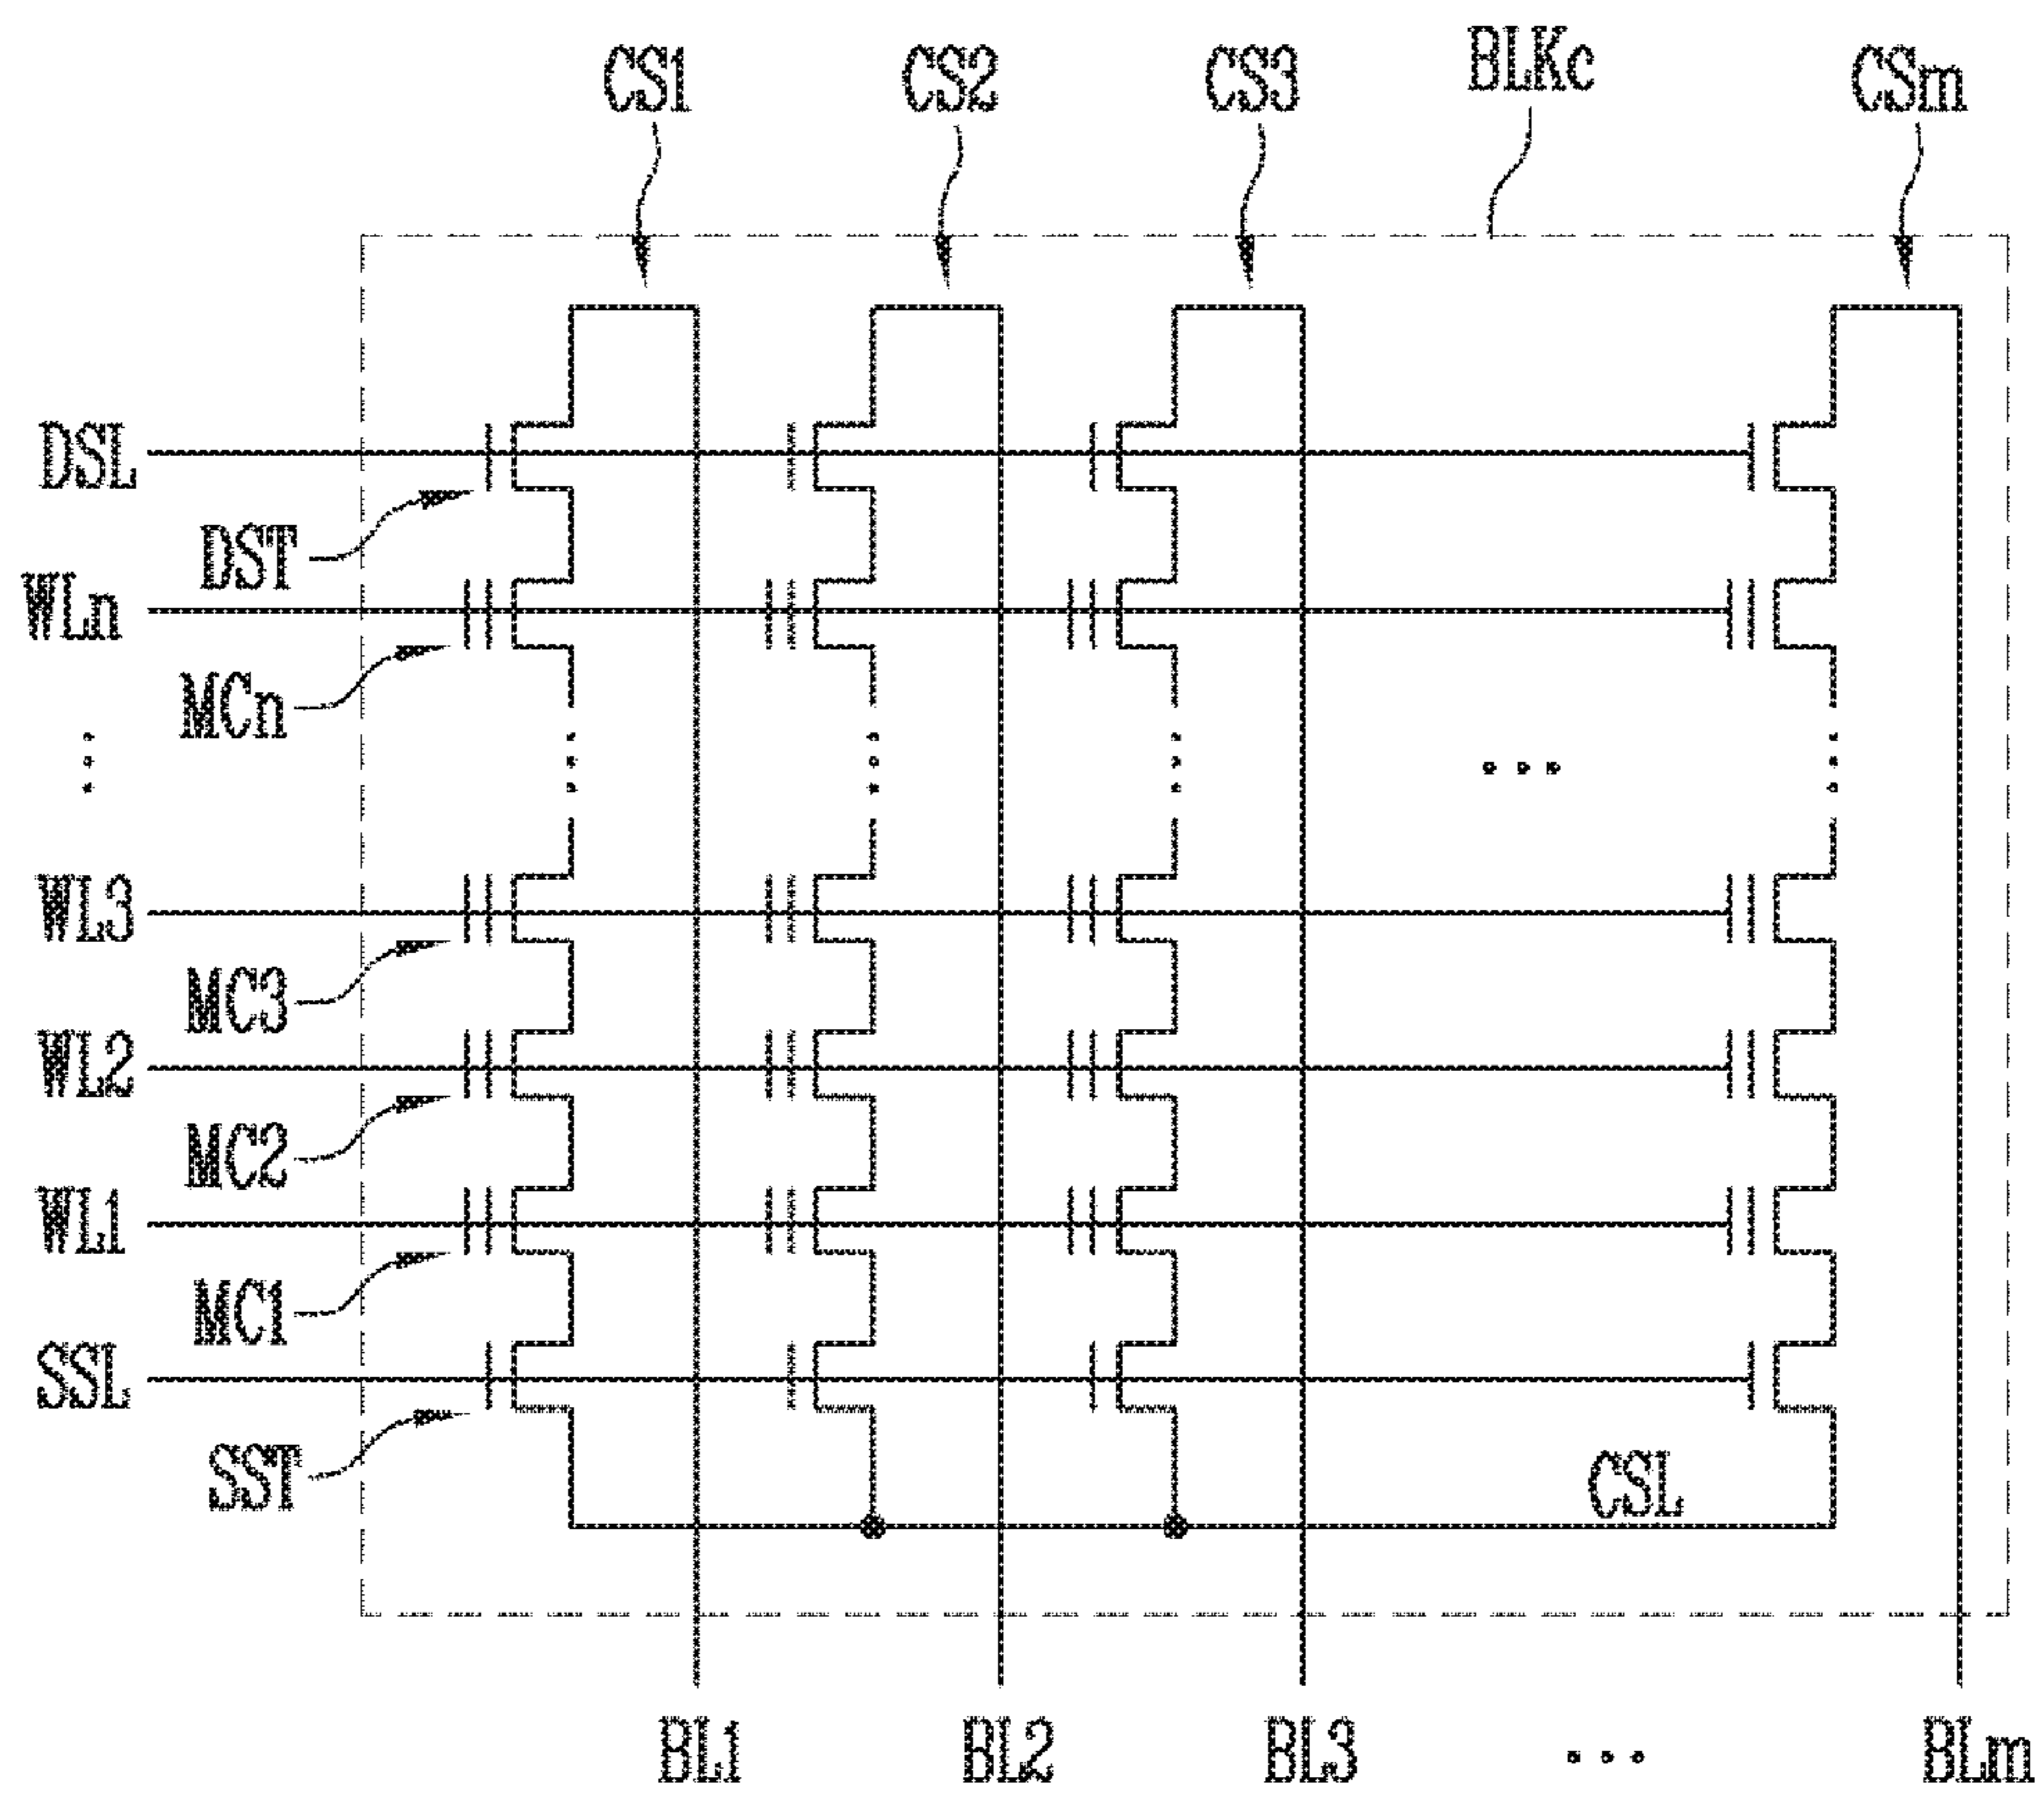 CS1 CS2 CS3 BLKc CSm
DSL
DST
WLn
MCn
WL3
MC3
WL2
MC2
WL1
MC1
SSL
SST
CSL
BL1 BL2 BL3 ... BLm